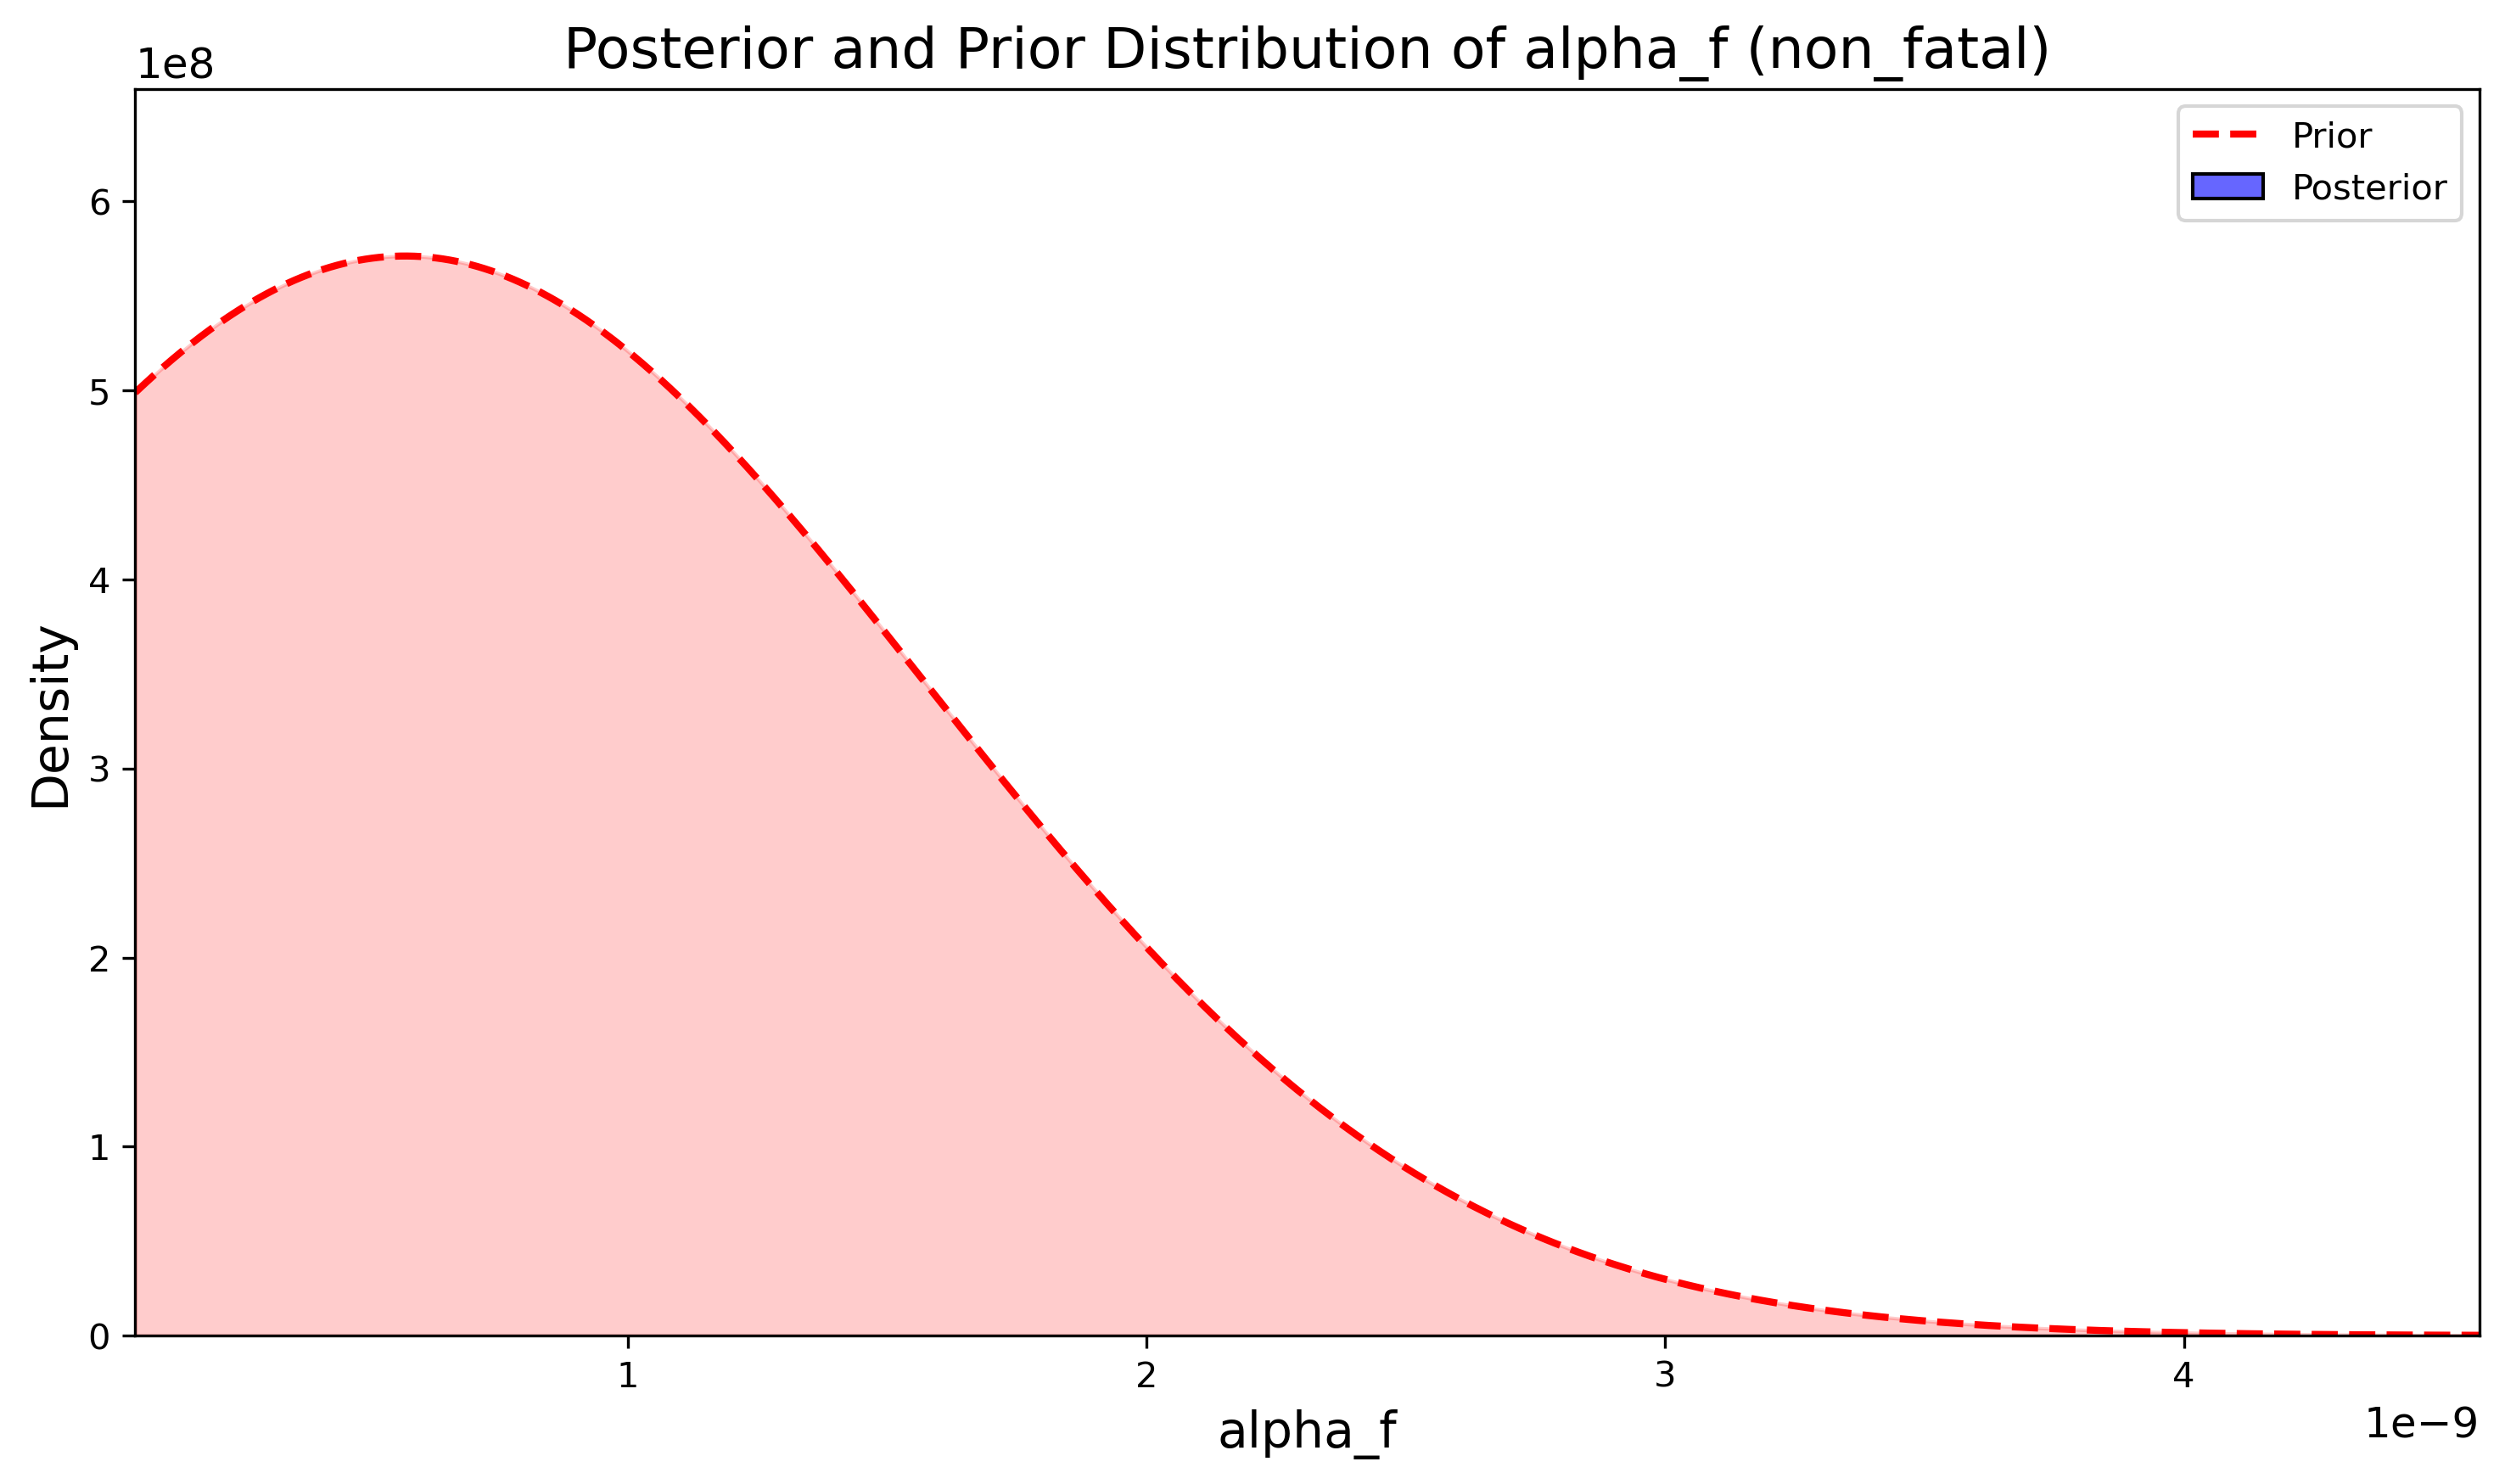 Posterior and Prior Distribution of alpha_f (non_fatal)
1e8
Prior
Posterior
6
5
4
3
2
1
0
Density
1
2
3
4
1e−9
alpha_f